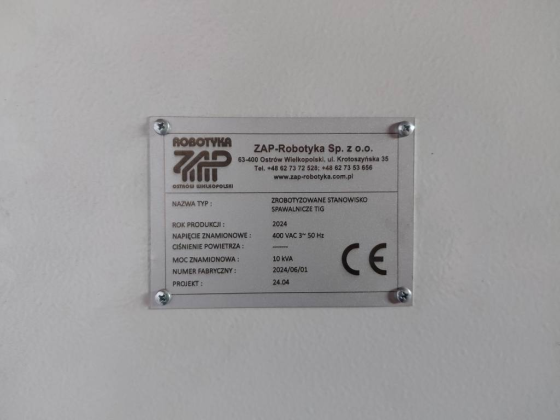 ROBOTYKA
ZAP
OSTRÓW WIELKOPOLSKI
ZAP-Robotyka Sp. z o.o.
63-400 Ostrów Wielkopolski, ul. Krotoszyńska 35
Tel. +48 62 73 72 528; +48 62 73 53 656
www.zap-robotyka.com.pl
NAZWA TYP : ZROBOTYZOWANE STANOWISKO
SPAWALNICZE TIG
ROK PRODUKCJI : 2024
NAPIĘCIE ZNAMIONOWE : 400 VAC 3~ 50 Hz
CIŚNIENIE POWIETRZA : ——
MOC ZNAMIONOWA : 10 kVA
NUMER FABRYCZNY : 2024/06/01
PROJEKT : 24.04
CE